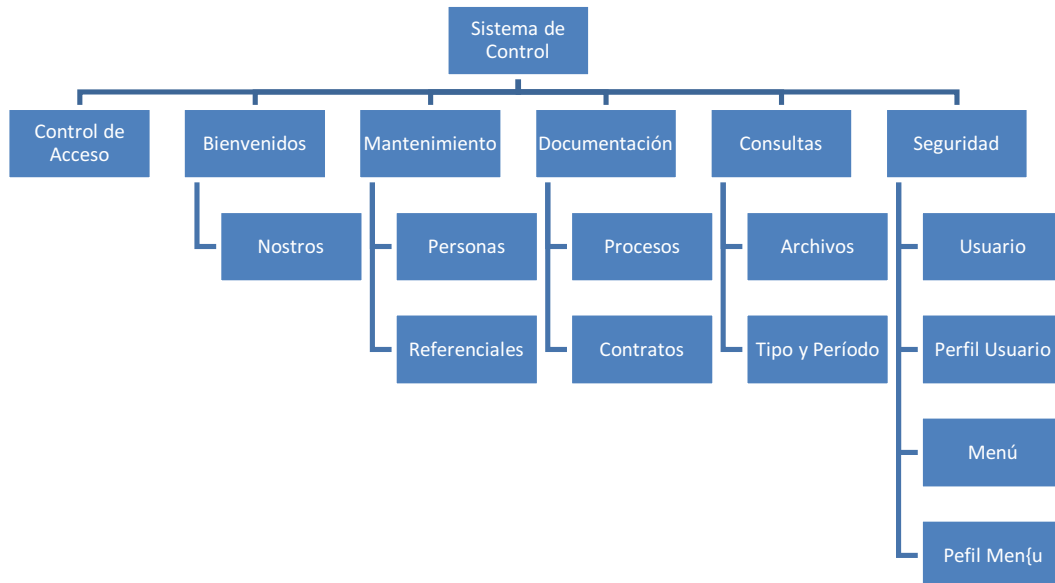 Sistema de
Control
Control de
Acceso
Bienvenidos
Mantenimiento
Documentación
Consultas
Seguridad
Nostros
Personas
Procesos
Archivos
Usuario
Referenciales
Contratos
Tipo y Período
Perfil Usuario
Menú
Pefil Men{u